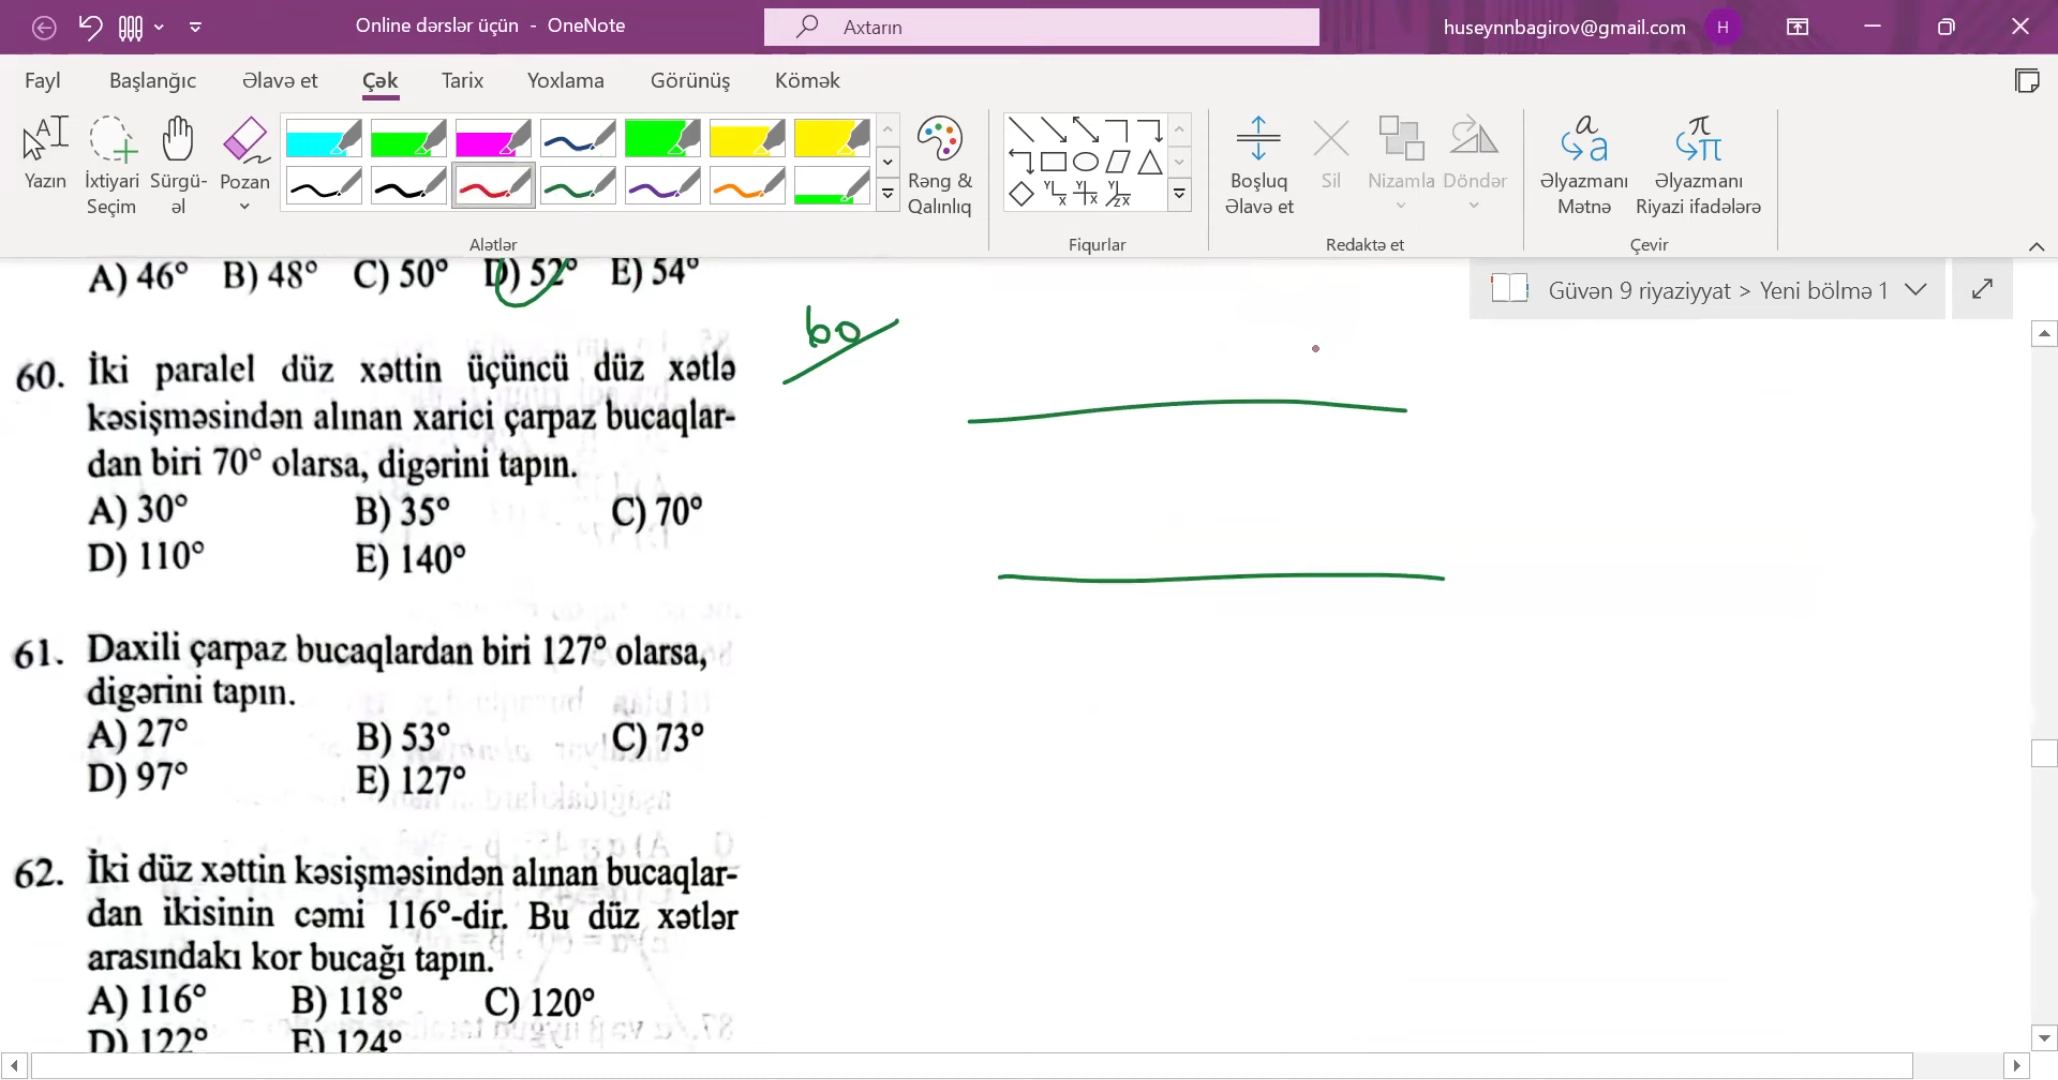 Online dərslər üçün - OneNote
Axtarın
huseynnbagirov@gmail.com
H
Fayl
Başlanğıc
Əlavə et
Çək
Tarix
Yoxlama
Görünüş
Kömək
Yazın
İxtiyari Seçim
Sürgü-əl
Pozan
Rəng & Qalınlıq
Boşluq Əlavə et
Sil
Nizamla
Döndər
Əlyazmanı Mətnə
Əlyazmanı Riyazi ifadələrə
Alətlər
Fiqurlar
Redaktə et
Çevir
Güvən 9 riyaziyyat > Yeni bölmə 1
A) 46° B) 48° C) 50° D) 52° E) 54°
60
60. İki paralel düz xəttin üçüncü düz xətlə
kəsişməsindən alınan xarici çarpaz bucaqlar-
dan biri 70° olarsa, digərini tapın.
A) 30° B) 35° C) 70°
D) 110° E) 140°
61. Daxili çarpaz bucaqlardan biri 127° olarsa,
digərini tapın.
A) 27° B) 53° C) 73°
D) 97° E) 127°
62. İki düz xəttin kəsişməsindən alınan bucaqlar-
dan ikisinin cəmi 116°-dir. Bu düz xətlər
arasındakı kor bucağı tapın.
A) 116° B) 118° C) 120°
D) 122° E) 124°